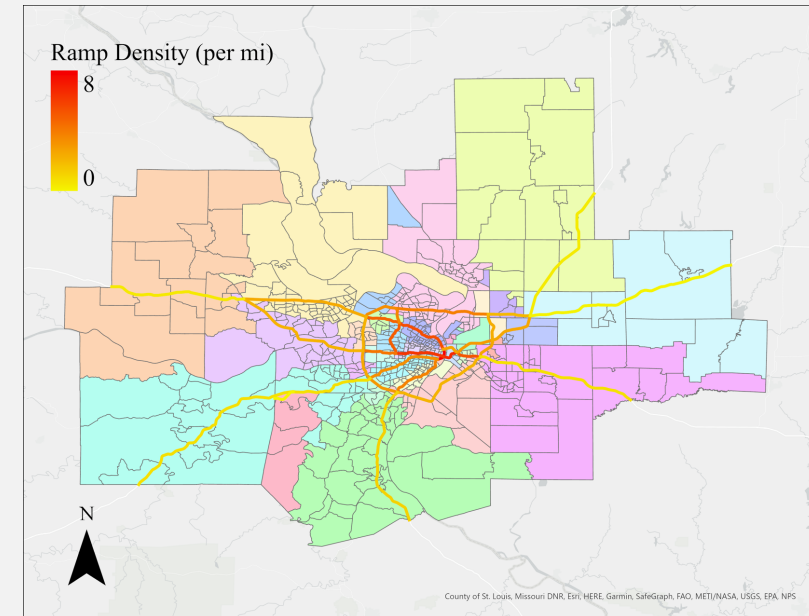 Ramp Density (per mi)
8
0
N
County of St. Louis, Missouri DNR, Esri, HERE, Garmin, SafeGraph, FAO, METI/NASA, USGS, EPA, NPS